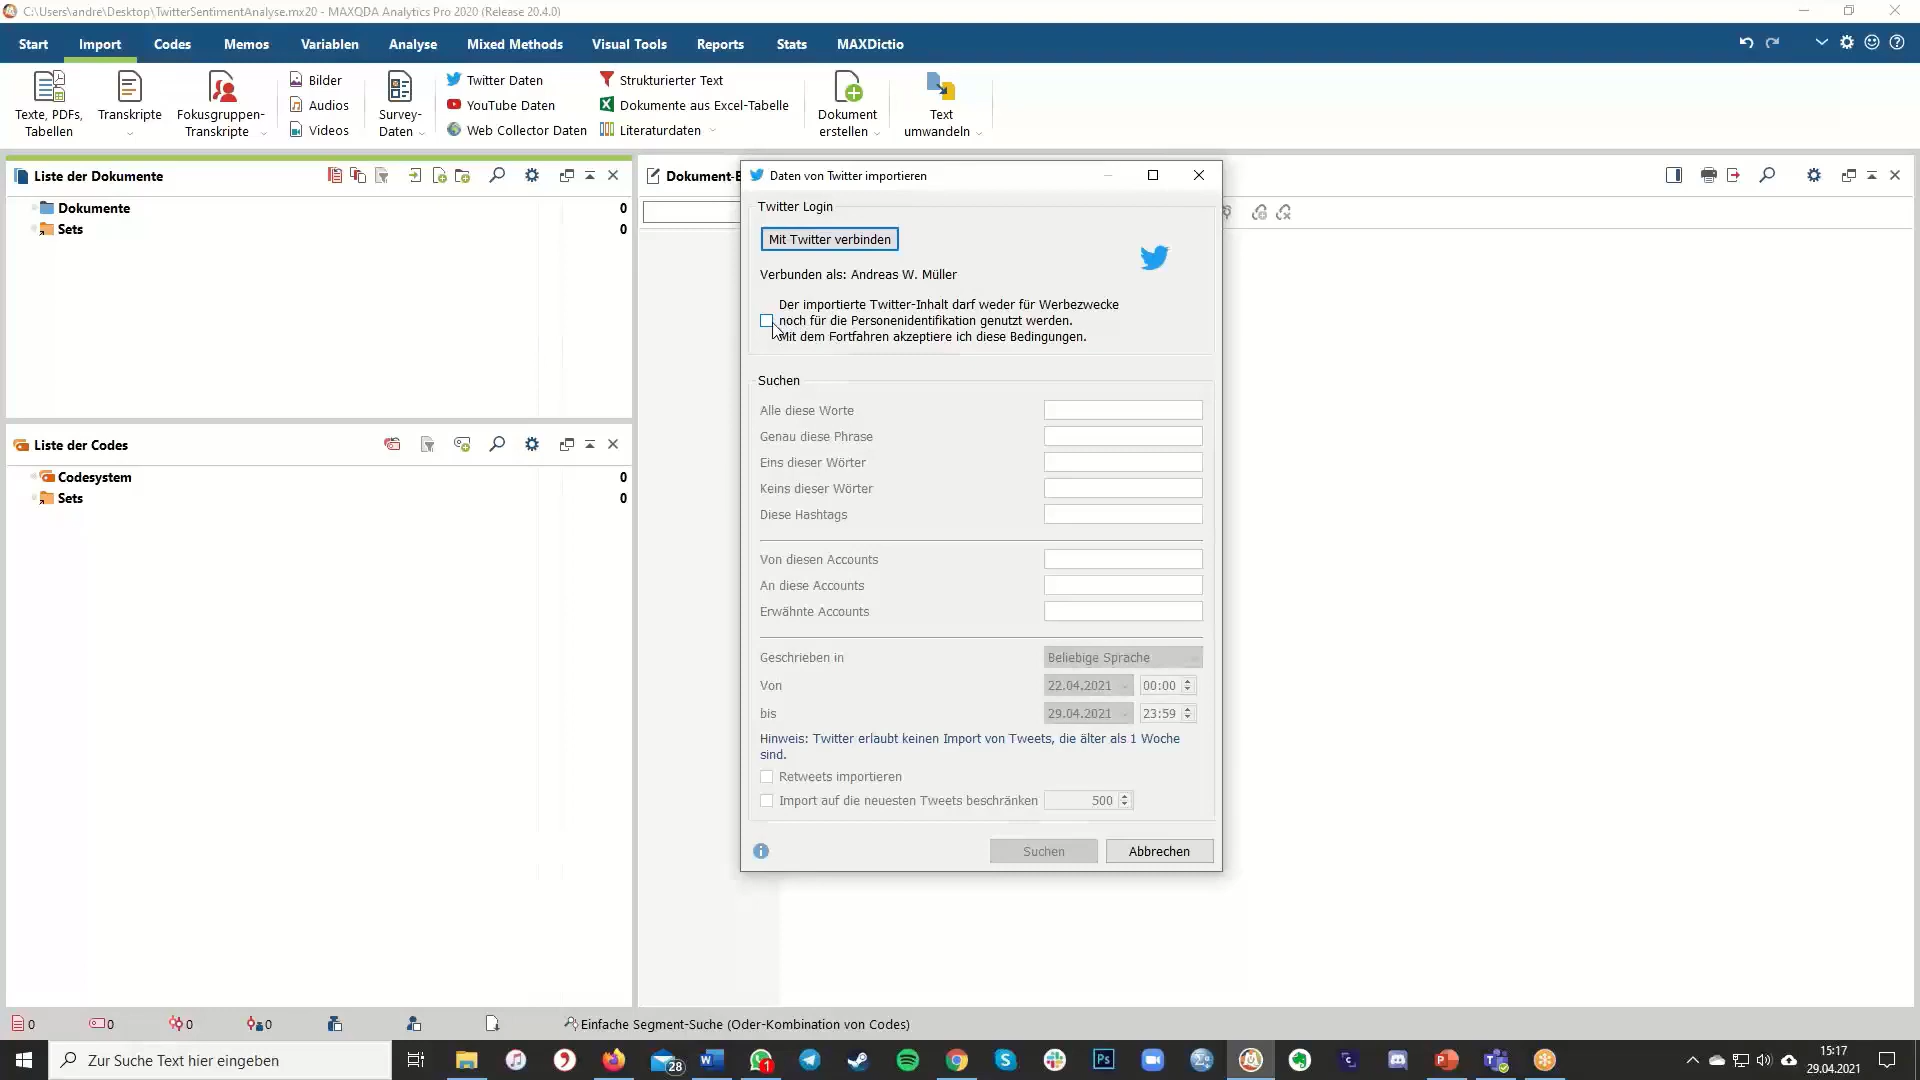 C:\Users\andre\Desktop\TwitterSentimentAnalyse.mx20 - MAXQDA Analytics Pro 2020 (Release 20.4.0)
Start Import Codes Memos Variablen Analyse Mixed Methods Visual Tools Reports Stats MAXDictio
Texte, PDFs,
Tabellen
Transkripte
Fokusgruppen-
Transkripte
Bilder
Audios
Videos
Survey-
Daten
Twitter Daten
YouTube Daten
Web Collector Daten
Strukturierter Text
Dokumente aus Excel-Tabelle
Literaturdaten
Dokument
erstellen
Text
umwandeln
Liste der Dokumente
Dokumente 0
Sets 0
Liste der Codes
Codesystem 0
Sets 0
Dokument-B
Daten von Twitter importieren
Twitter Login
Mit Twitter verbinden
Verbunden als: Andreas W. Müller
Der importierte Twitter-Inhalt darf weder für Werbezwecke
noch für die Personenidentifikation genutzt werden.
Mit dem Fortfahren akzeptiere ich diese Bedingungen.
Suchen
Alle diese Worte
Genau diese Phrase
Eins dieser Wörter
Keins dieser Wörter
Diese Hashtags
Von diesen Accounts
An diese Accounts
Erwähnte Accounts
Geschrieben in Beliebige Sprache
Von 22.04.2021 00:00
bis 29.04.2021 23:59
Hinweis: Twitter erlaubt keinen Import von Tweets, die älter als 1 Woche
sind.
Retweets importieren
Import auf die neuesten Tweets beschränken 500
Suchen Abbrechen
0 0 0 0 Einfache Segment-Suche (Oder-Kombination von Codes)
Zur Suche Text hier eingeben
28
1
15:17
29.04.2021